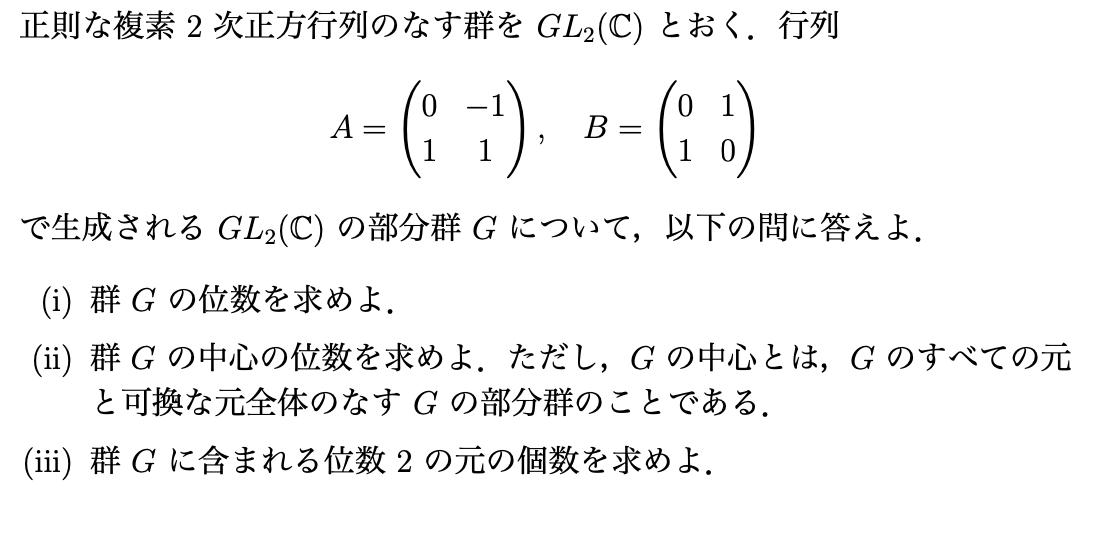 正則な複素 2 次正方行列のなす群を GL₂(ℂ) とおく．行列
A = \begin{pmatrix} 0 & -1 \\ 1 & 1 \end{pmatrix}, B = \begin{pmatrix} 0 & 1 \\ 1 & 0 \end{pmatrix}
で生成される GL₂(ℂ) の部分群 G について，以下の問に答えよ．
(i) 群 G の位数を求めよ．
(ii) 群 G の中心の位数を求めよ．ただし，G の中心とは，G のすべての元
と可換な元全体のなす G の部分群のことである．
(iii) 群 G に含まれる位数 2 の元の個数を求めよ．